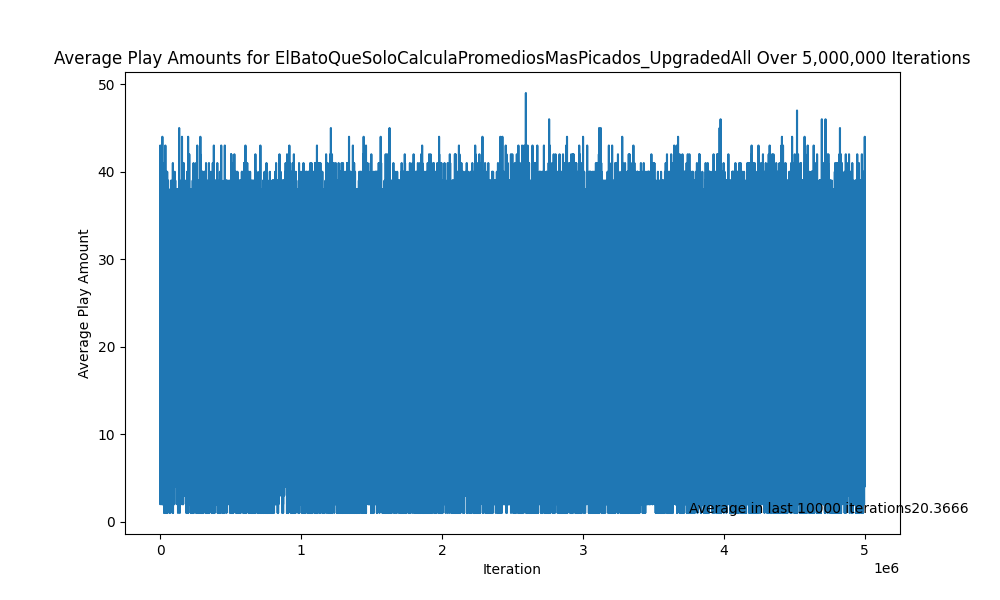 Average Play Amounts for ElBatoQueSoloCalculaPromediosMasPicados_UpgradedAll Over 5,000,000 Iterations
50
40
30
20
10
0
Average Play Amount
Average in last 10000 iterations20.3666
0 1 2 3 4 5
1e6
Iteration